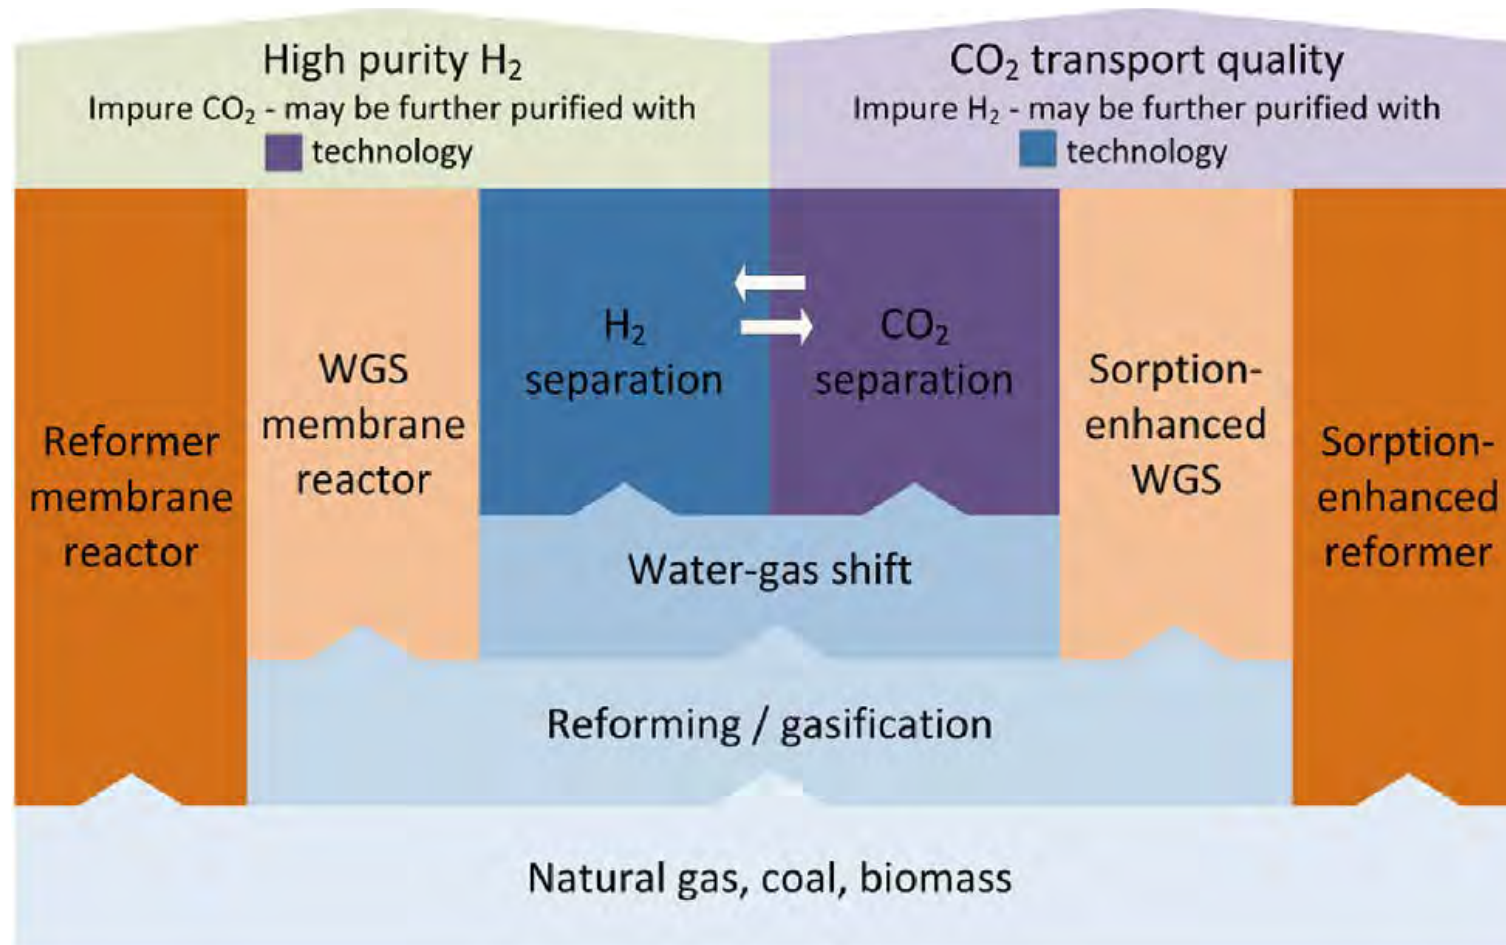 High purity H₂
Impure CO₂ - may be further purified with
technology
CO₂ transport quality
Impure H₂ - may be further purified with
technology
Reformer
membrane
reactor
WGS
membrane
reactor
H₂
separation
CO₂
separation
Sorption-
enhanced
WGS
Sorption-
enhanced
reformer
Water-gas shift
Reforming / gasification
Natural gas, coal, biomass